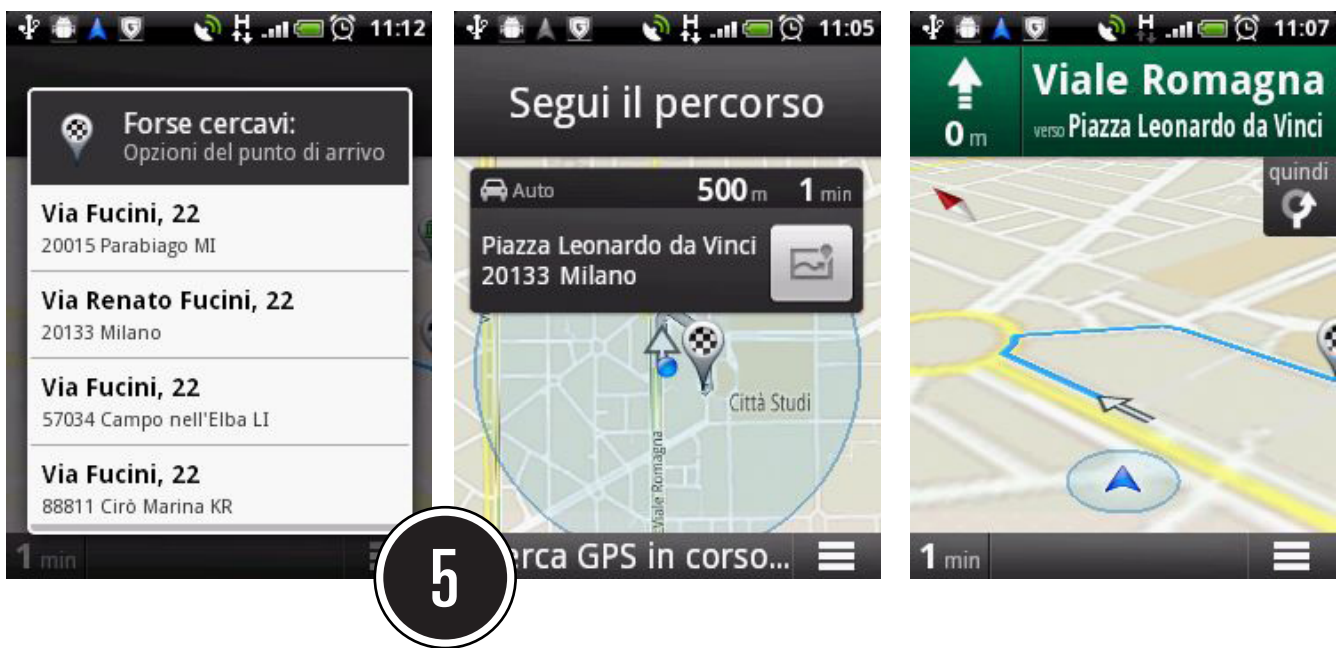 H 11:12
Forse cercavi:
Opzioni del punto di arrivo
Via Fucini, 22
20015 Parabiago MI
Via Renato Fucini, 22
20133 Milano
Via Fucini, 22
57034 Campo nell'Elba LI
Via Fucini, 22
88811 Cirò Marina KR
1 min
H 11:05
Segui il percorso
Auto 500 m 1 min
Piazza Leonardo da Vinci
20133 Milano
Città Studi
Viale Romagna
erca GPS in corso...
H 11:07
Viale Romagna
0 m verso Piazza Leonardo da Vinci
quindi
1 min
5